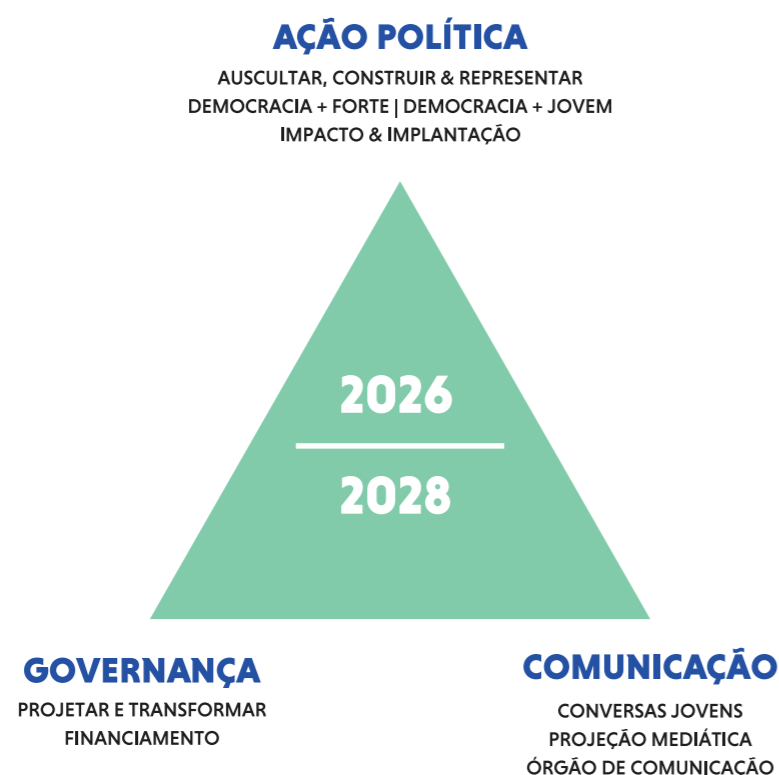 AÇÃO POLÍTICA
AUSCULTAR, CONSTRUIR & REPRESENTAR
DEMOCRACIA + FORTE | DEMOCRACIA + JOVEM
IMPACTO & IMPLANTAÇÃO
2026
2028
GOVERNANÇA
PROJETAR E TRANSFORMAR
FINANCIAMENTO
COMUNICAÇÃO
CONVERSAS JOVENS
PROJEÇÃO MEDIÁTICA
ÓRGÃO DE COMUNICAÇÃO